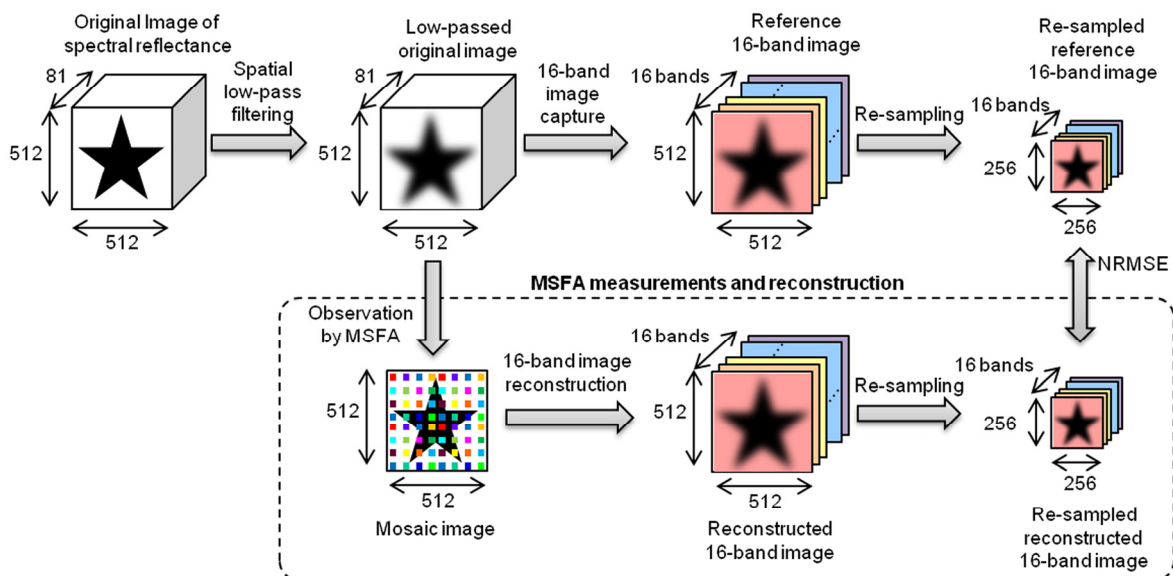 Original Image of
spectral reflectance
81
512
512
Spatial
low-pass
filtering
Low-passed
original image
81
512
512
16-band
image
capture
Reference
16-band image
16 bands
512
512
Re-sampling
Re-sampled
reference
16-band image
16 bands
256
256
NRMSE
MSFA measurements and reconstruction
Observation
by MSFA
512
512
Mosaic image
16-band image
reconstruction
16 bands
512
512
Reconstructed
16-band image
Re-sampling
16 bands
256
256
Re-sampled
reconstructed
16-band image